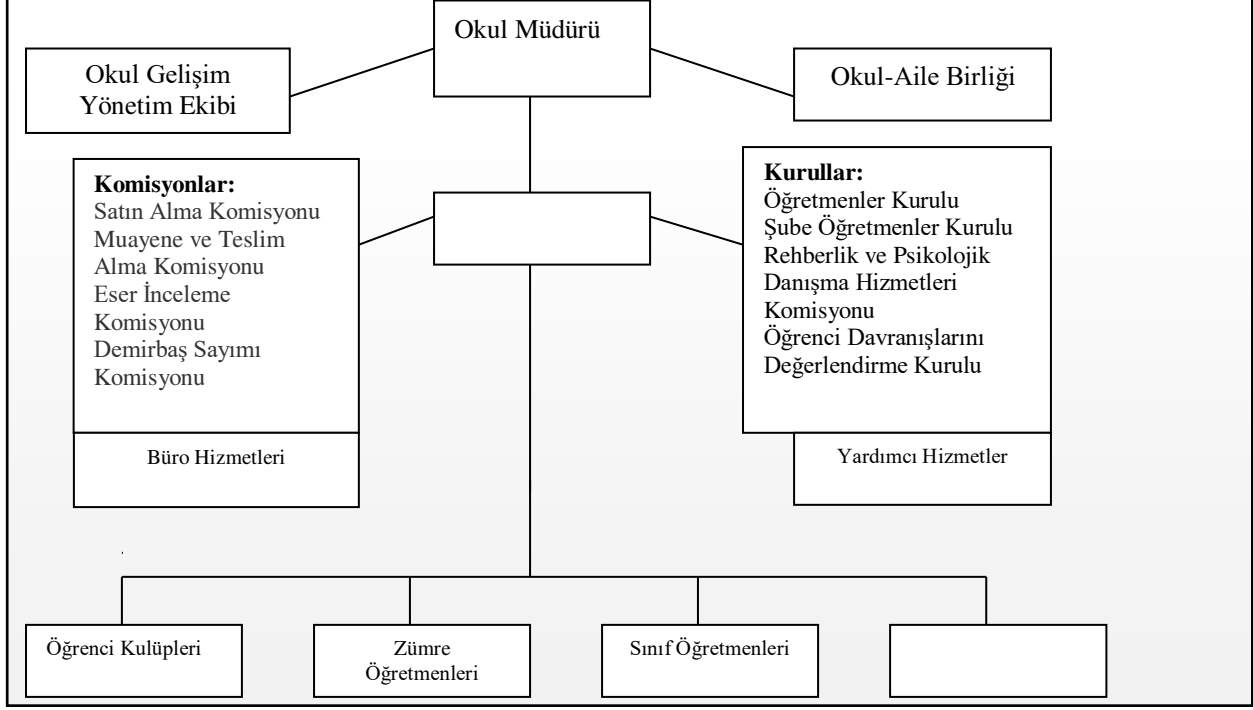 Okul Müdürü
Okul Gelişim
Yönetim Ekibi
Okul-Aile Birliği
Komisyonlar:
Satın Alma Komisyonu
Muayene ve Teslim
Alma Komisyonu
Eser İnceleme
Komisyonu
Demirbaş Sayımı
Komisyonu
Kurullar:
Öğretmenler Kurulu
Şube Öğretmenler Kurulu
Rehberlik ve Psikolojik
Danışma Hizmetleri
Komisyonu
Öğrenci Davranışlarını
Değerlendirme Kurulu
Büro Hizmetleri
Yardımcı Hizmetler
Öğrenci Kulüpleri
Zümre
Öğretmenleri
Sınıf Öğretmenleri